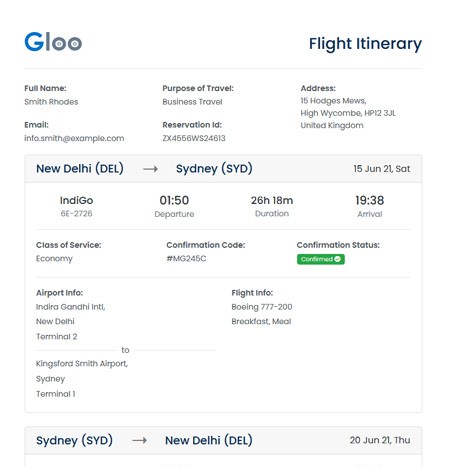 Gloo
Flight Itinerary
Full Name:
Smith Rhodes
Purpose of Travel:
Business Travel
Address:
15 Hodges Mews,
High Wycombe, HP12 3JL
United Kingdom
Email:
info.smith@example.com
Reservation Id:
ZX4556WS24613
New Delhi (DEL) → Sydney (SYD) 15 Jun 21, Sat
IndiGo 01:50 26h 18m 19:38
6E-2726 Departure Duration Arrival
Class of Service: Confirmation Code: Confirmation Status:
Economy #MG245C Confirmed
Airport Info:
Indira Gandhi Intl,
New Delhi
Terminal 2
to
Kingsford Smith Airport,
Sydney
Terminal 1
Flight Info:
Boeing 777-200
Breakfast, Meal
Sydney (SYD) → New Delhi (DEL) 20 Jun 21, Thu